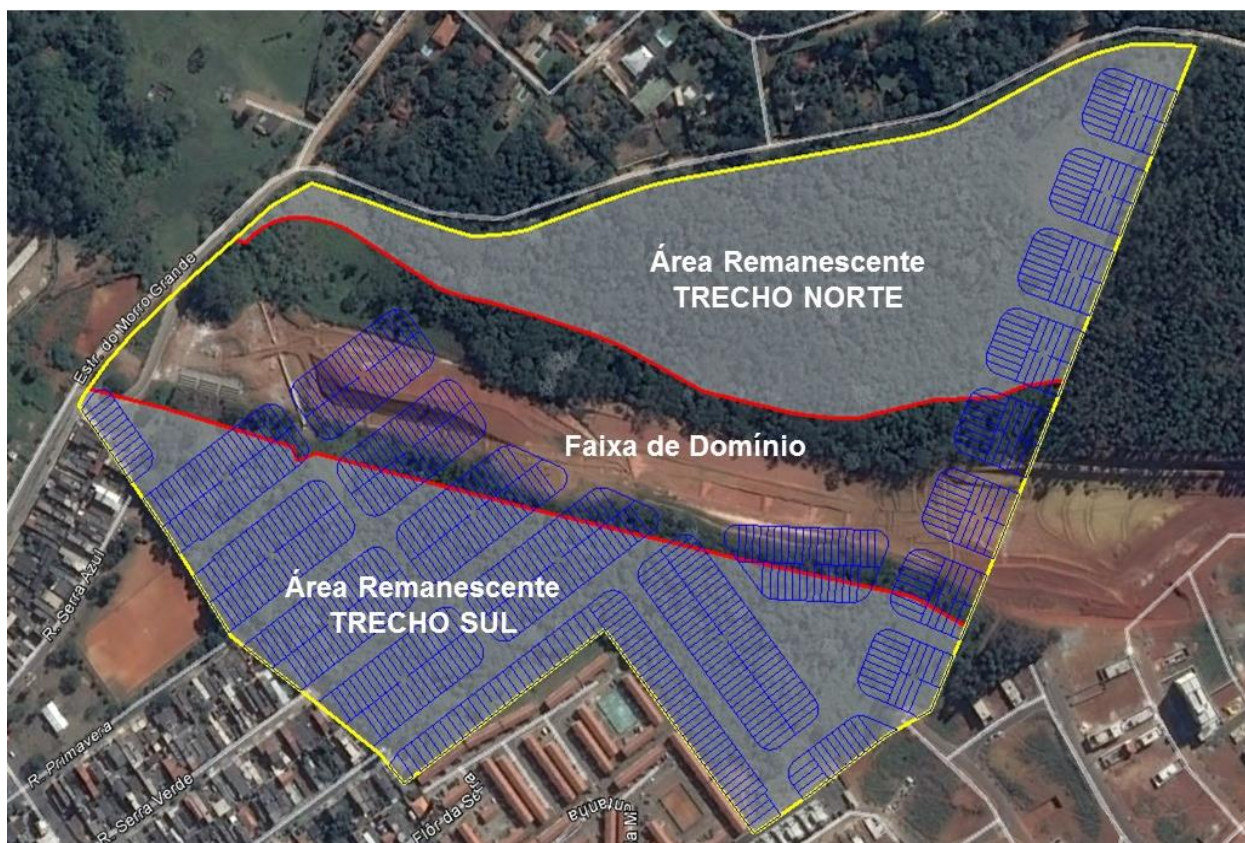 Área Remanescente
TRECHO NORTE
Estr. do Morro Grande
Faixa de Domínio
Área Remanescente
TRECHO SUL
R. Serra Azul
R. Primavera
R. Serra Verde
Flôr da